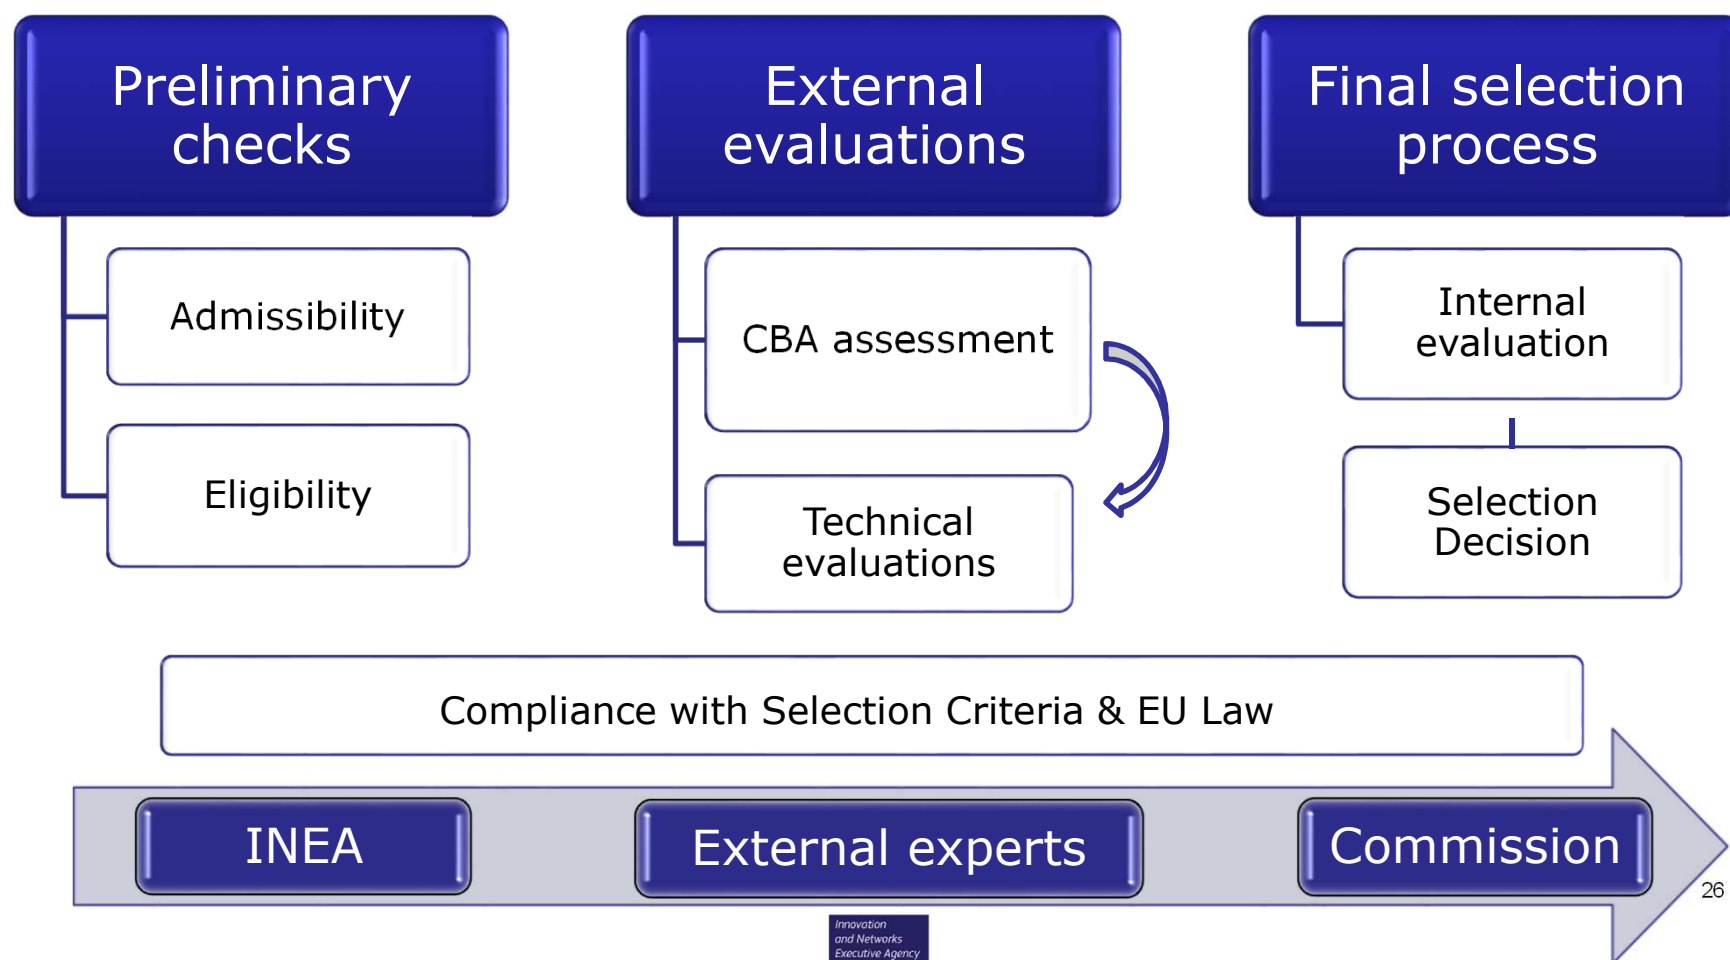 Preliminary
checks
Admissibility
Eligibility
External
evaluations
CBA assessment
Technical
evaluations
Final selection
process
Internal
evaluation
Selection
Decision
Compliance with Selection Criteria & EU Law
INEA
External experts
Commission
26
Innovation
and Networks
Executive Agency